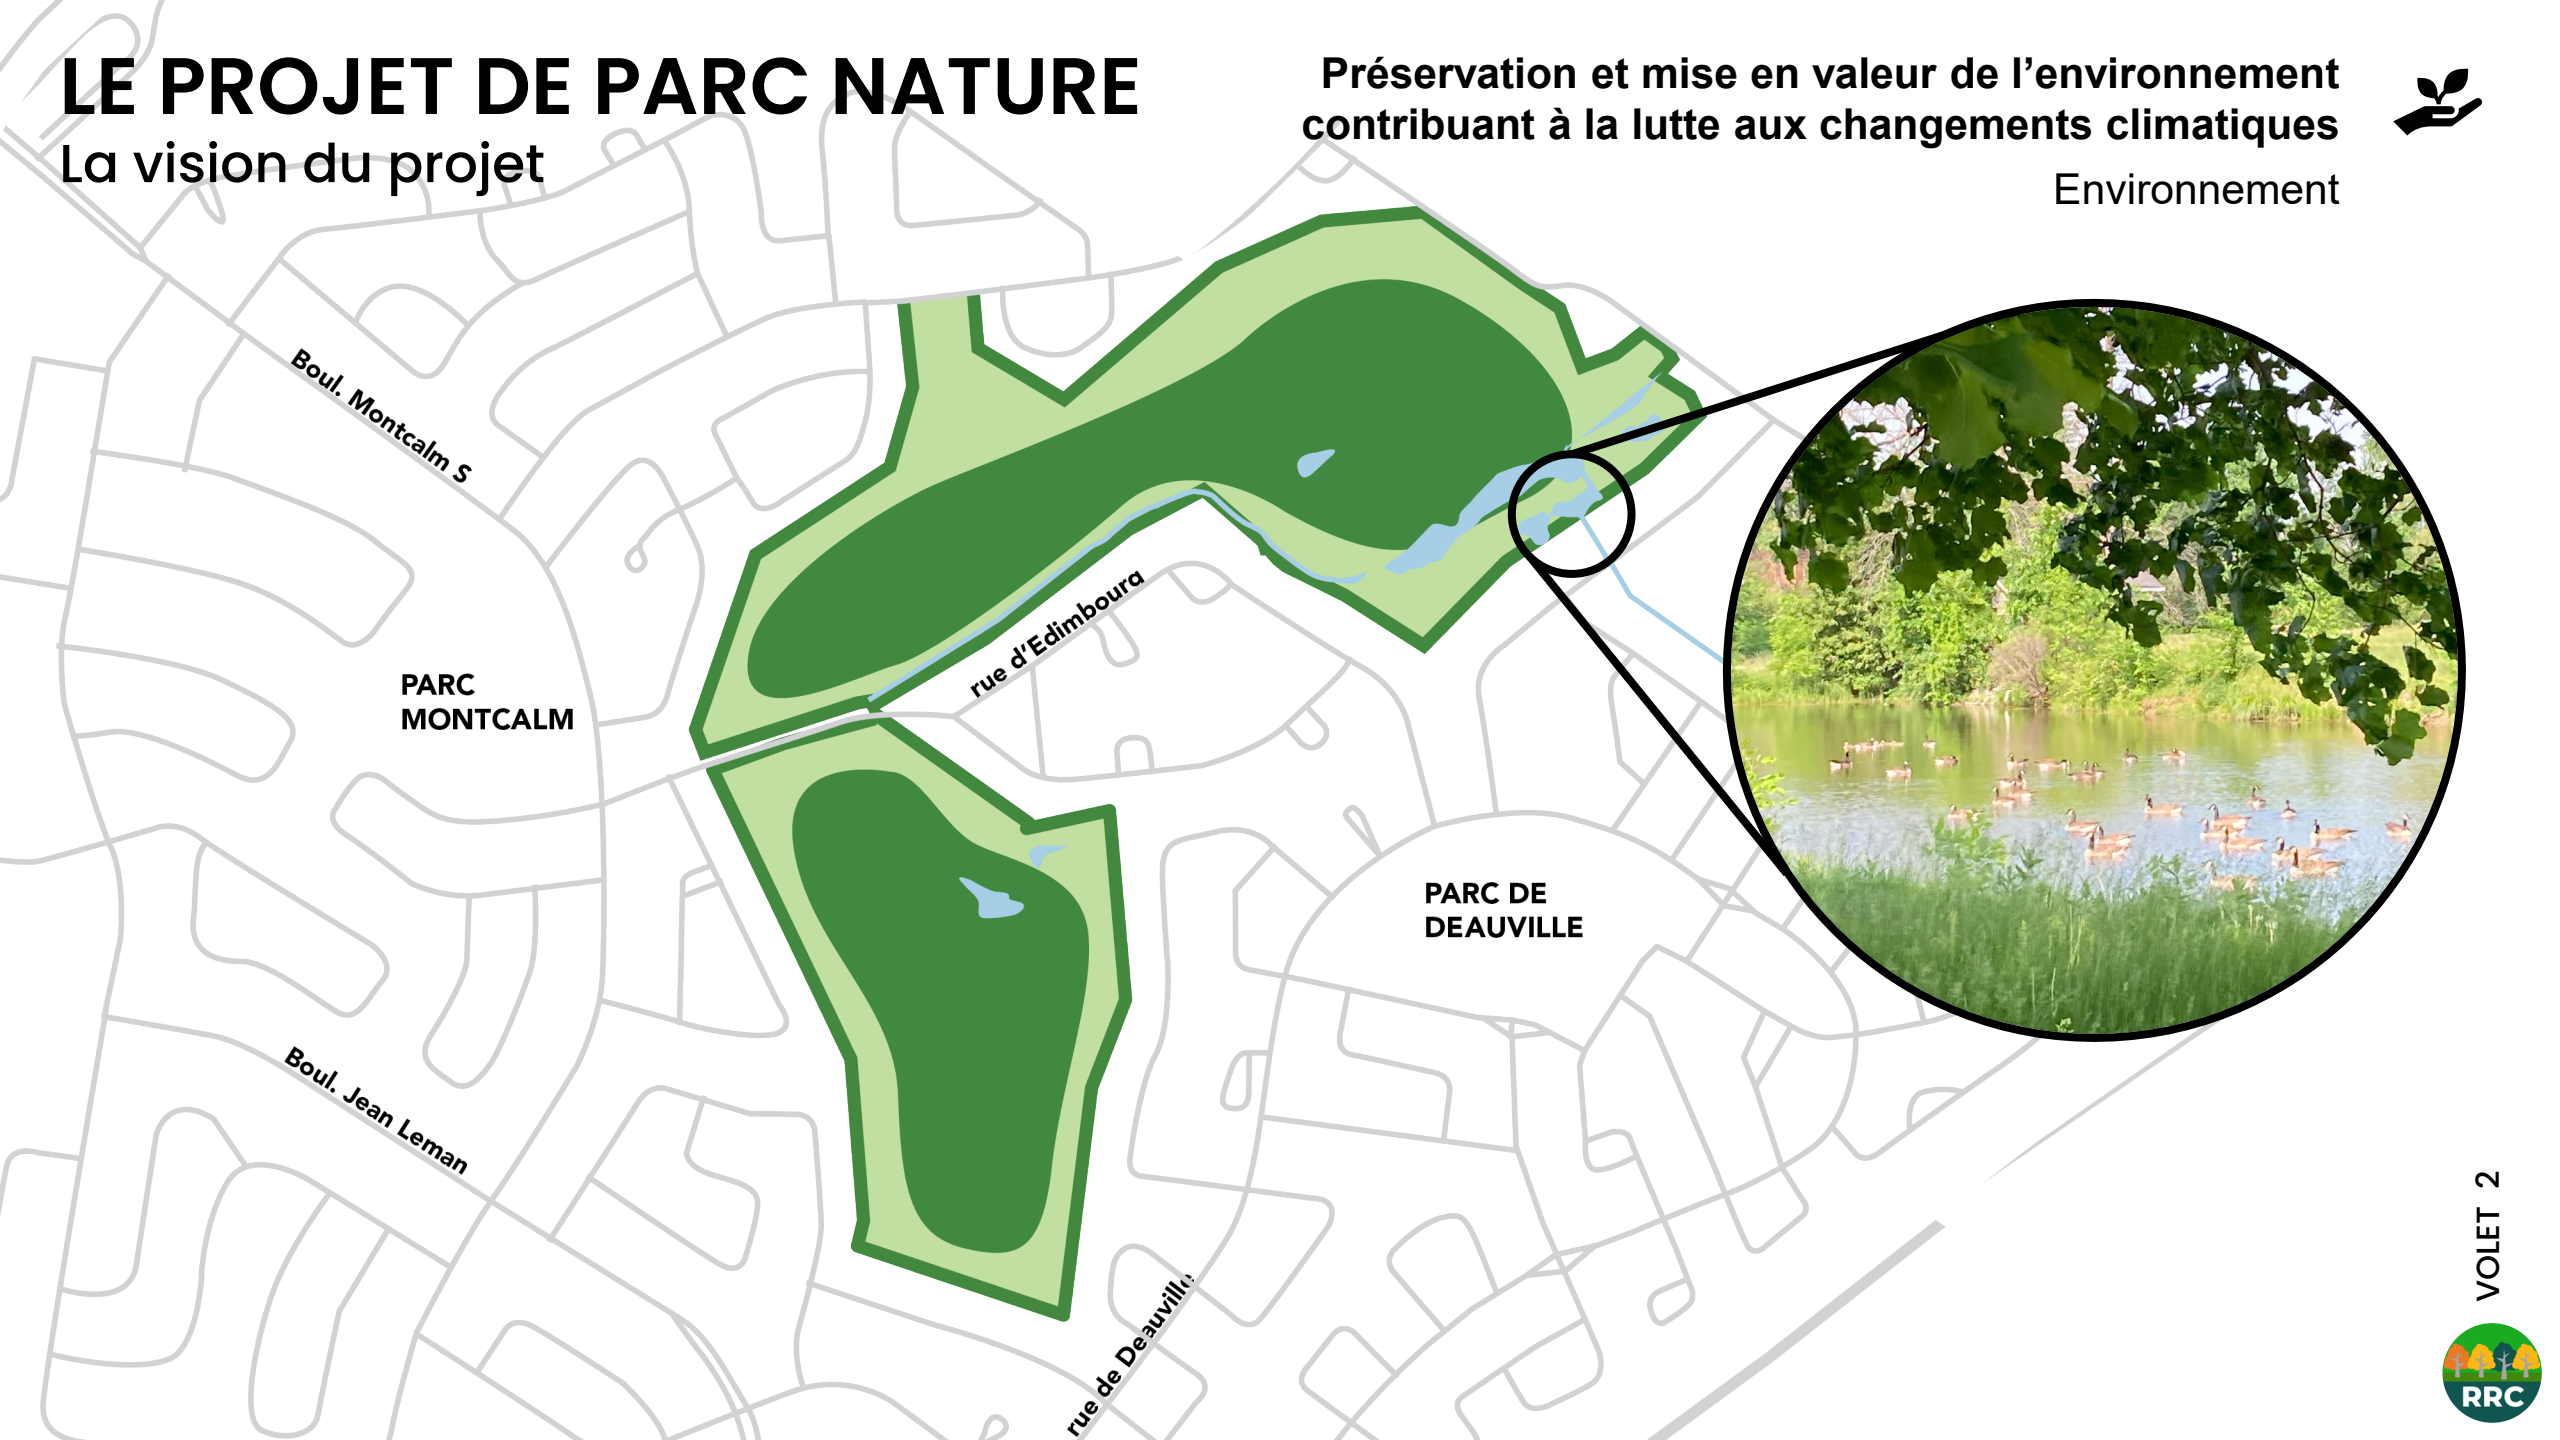 LE PROJET DE PARC NATURE
La vision du projet
Préservation et mise en valeur de l’environnement
contribuant à la lutte aux changements climatiques
Environnement
Boul. Montcalm S
rue d’Edimboura
PARC
MONTCALM
PARC DE
DEAUVILLE
Boul. Jean Leman
rue de Deauville
VOLET 2
RRC